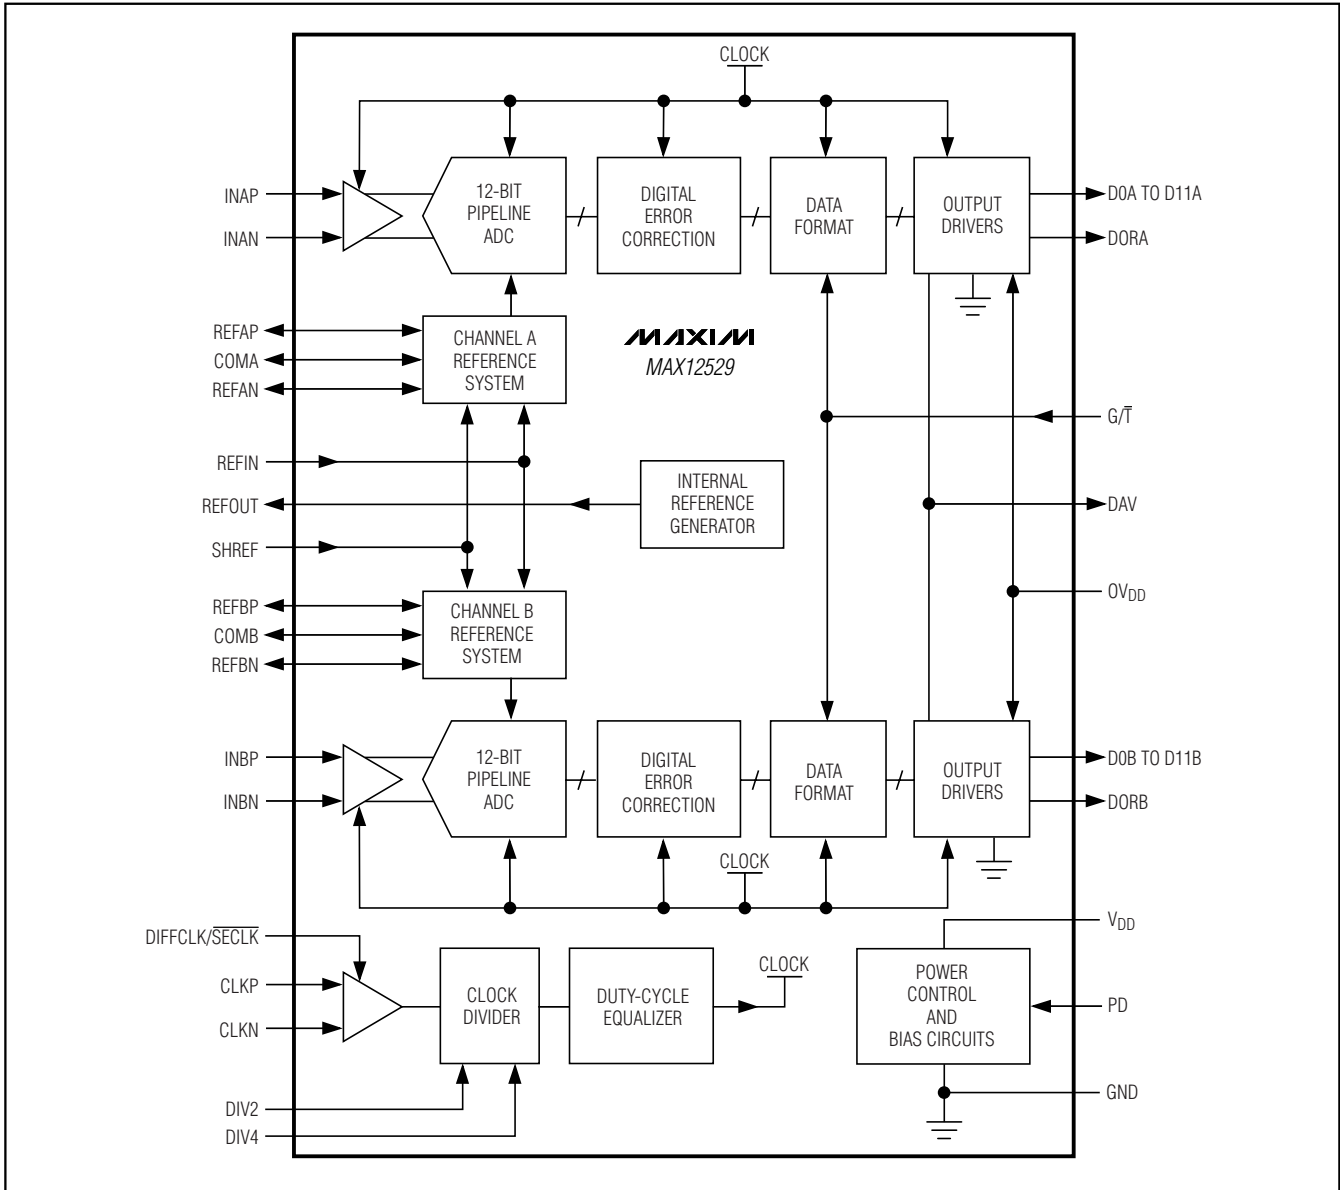 CLOCK
INAP
INAN
12-BIT
PIPELINE
ADC
DIGITAL
ERROR
CORRECTION
DATA
FORMAT
OUTPUT
DRIVERS
D0A TO D11A
DORA
REFAP
COMA
REFAN
CHANNEL A
REFERENCE
SYSTEM
MAXIM
MAX12529
G/T̅
REFIN
REFOUT
SHREF
INTERNAL
REFERENCE
GENERATOR
DAV
OVDD
REFBP
COMB
REFBN
CHANNEL B
REFERENCE
SYSTEM
INBP
INBN
12-BIT
PIPELINE
ADC
DIGITAL
ERROR
CORRECTION
DATA
FORMAT
OUTPUT
DRIVERS
D0B TO D11B
DORB
CLOCK
DIFFCLK/S̅E̅C̅L̅K̅
CLKP
CLKN
CLOCK
DIVIDER
DUTY-CYCLE
EQUALIZER
CLOCK
VDD
POWER
CONTROL
AND
BIAS CIRCUITS
PD
GND
DIV2
DIV4